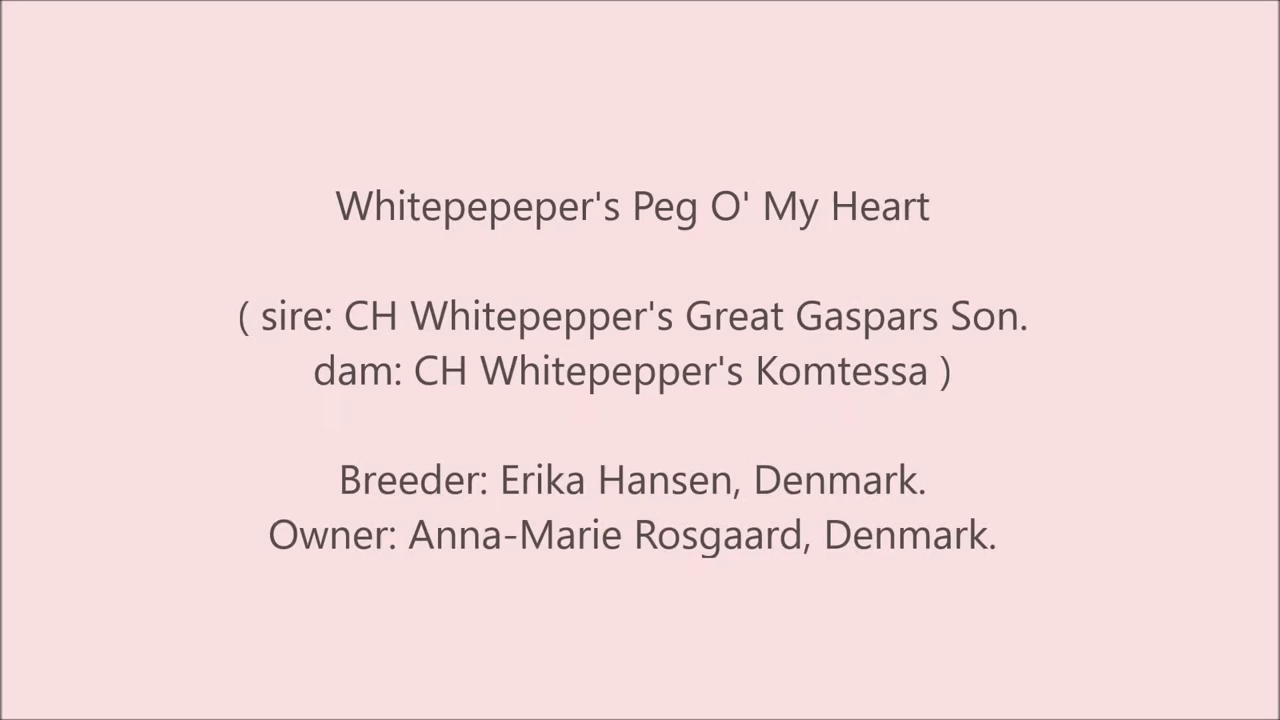 Whitepepeper's Peg O' My Heart
( sire: CH Whitepepper's Great Gaspars Son.
dam: CH Whitepepper's Komtessa )
Breeder: Erika Hansen, Denmark.
Owner: Anna-Marie Rosgaard, Denmark.